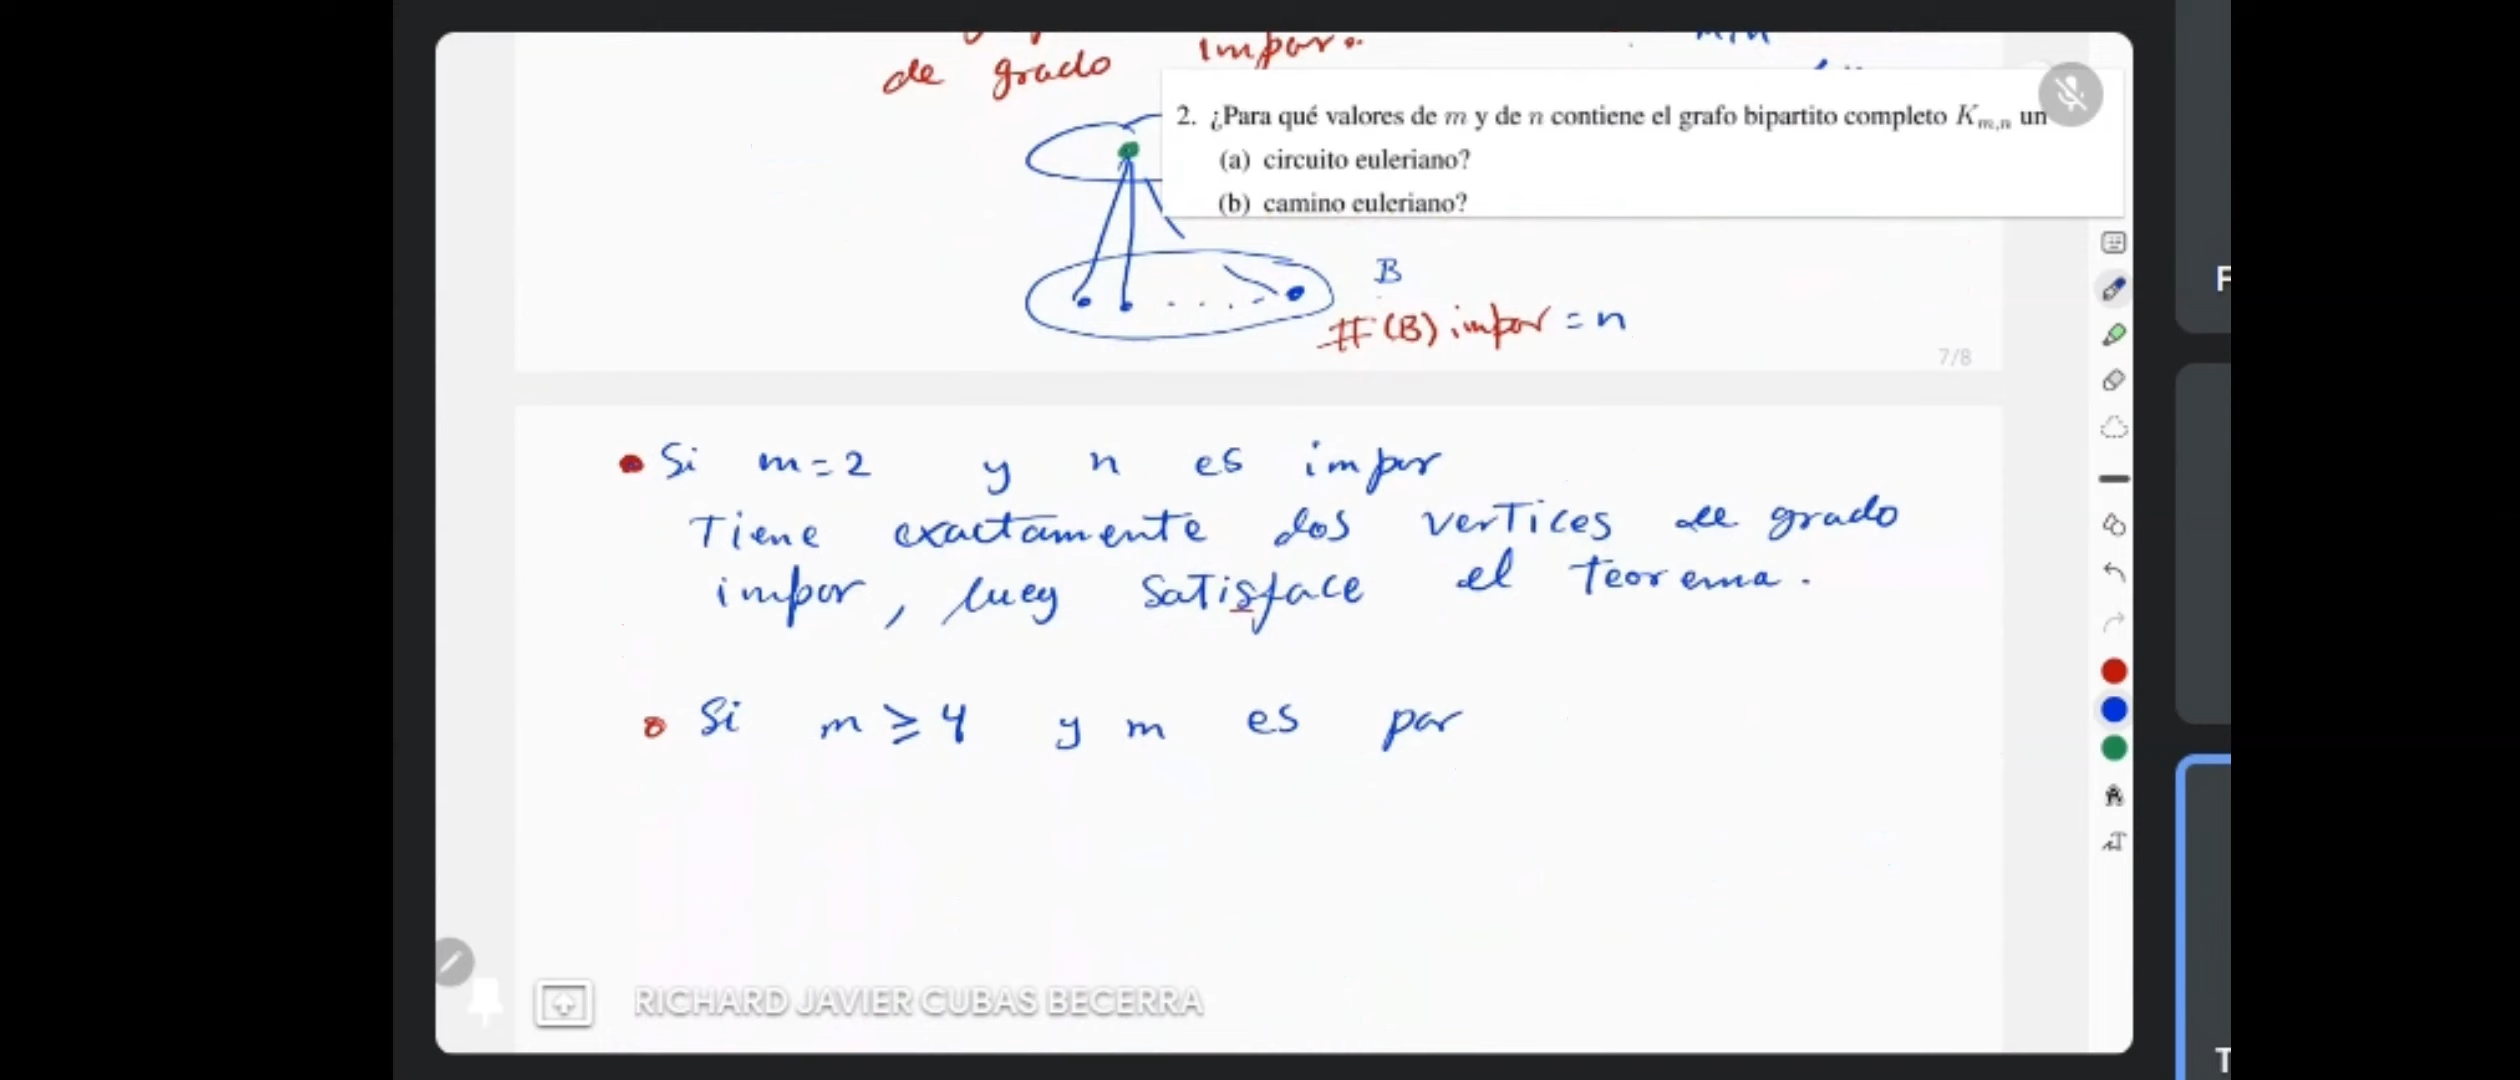 de grado impar.
2. ¿Para qué valores de m y de n contiene el grafo bipartito completo K_{m,n} un
(a) circuito euleriano?
(b) camino euleriano?
B
#(B) impar = n
7/8
• Si m = 2 y n es impar
Tiene exactamente dos vertices de grado
impar, lueg satisface el teorema.
• Si m ≥ 4 y m es par
RICHARD JAVIER CUBAS BECERRA
F
T